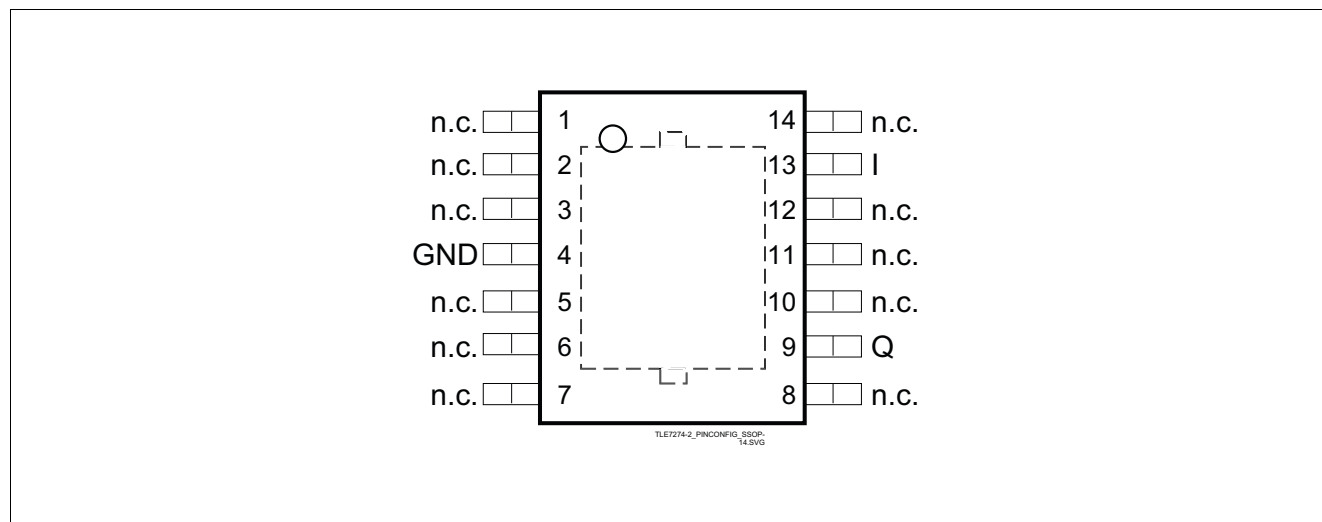 n.c. 1 14 n.c.
n.c. 2 13 I
n.c. 3 12 n.c.
GND 4 11 n.c.
n.c. 5 10 n.c.
n.c. 6 9 Q
n.c. 7 8 n.c.
TLE7274-2_PINCONFIG_SSOP-
14.SVG